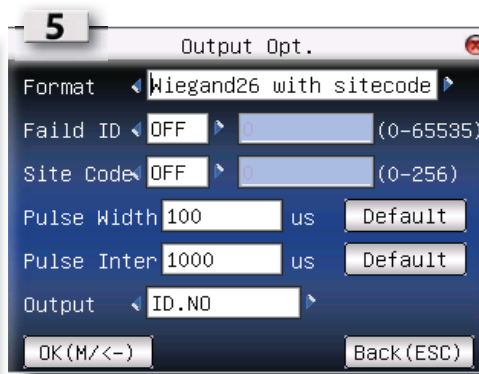 5
Output Opt.
Format Wiegand26 with sitecode
Faild ID OFF 0 (0-65535)
Site Code OFF 0 (0-256)
Pulse Width 100 us Default
Pulse Inter 1000 us Default
Output ID.NO
OK(M/<-) Back(ESC)